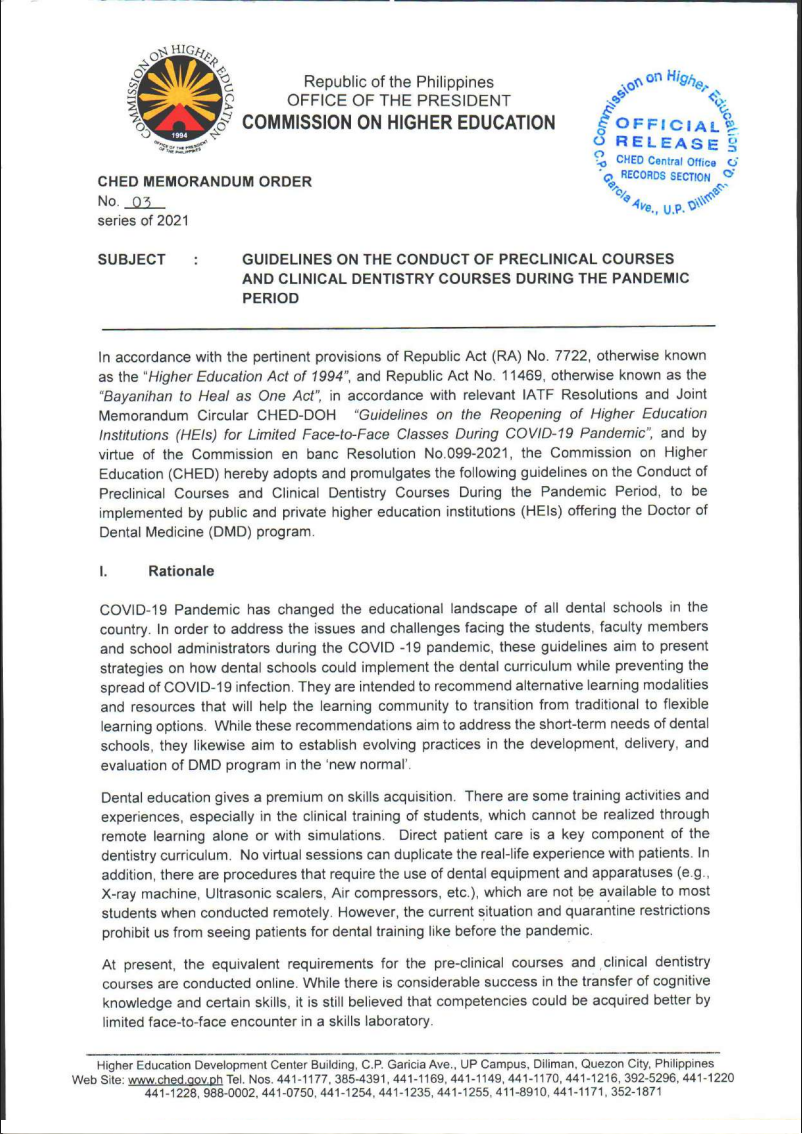 COMMISSION ON HIGHER EDUCATION
1994
OFFICE OF THE PRESIDENT
OF THE PHILIPPINES
Republic of the Philippines
OFFICE OF THE PRESIDENT
COMMISSION ON HIGHER EDUCATION
Commission on Higher Education
OFFICIAL
RELEASE
CHED Central Office
RECORDS SECTION
C.P. Garcia Ave., U.P. Diliman, Q.C.
CHED MEMORANDUM ORDER
No. 03
series of 2021
SUBJECT : GUIDELINES ON THE CONDUCT OF PRECLINICAL COURSES
AND CLINICAL DENTISTRY COURSES DURING THE PANDEMIC
PERIOD
In accordance with the pertinent provisions of Republic Act (RA) No. 7722, otherwise known
as the "Higher Education Act of 1994", and Republic Act No. 11469, otherwise known as the
"Bayanihan to Heal as One Act", in accordance with relevant IATF Resolutions and Joint
Memorandum Circular CHED-DOH "Guidelines on the Reopening of Higher Education
Institutions (HEIs) for Limited Face-to-Face Classes During COVID-19 Pandemic", and by
virtue of the Commission en banc Resolution No.099-2021, the Commission on Higher
Education (CHED) hereby adopts and promulgates the following guidelines on the Conduct of
Preclinical Courses and Clinical Dentistry Courses During the Pandemic Period, to be
implemented by public and private higher education institutions (HEIs) offering the Doctor of
Dental Medicine (DMD) program.
I. Rationale
COVID-19 Pandemic has changed the educational landscape of all dental schools in the
country. In order to address the issues and challenges facing the students, faculty members
and school administrators during the COVID -19 pandemic, these guidelines aim to present
strategies on how dental schools could implement the dental curriculum while preventing the
spread of COVID-19 infection. They are intended to recommend alternative learning modalities
and resources that will help the learning community to transition from traditional to flexible
learning options. While these recommendations aim to address the short-term needs of dental
schools, they likewise aim to establish evolving practices in the development, delivery, and
evaluation of DMD program in the 'new normal'.
Dental education gives a premium on skills acquisition. There are some training activities and
experiences, especially in the clinical training of students, which cannot be realized through
remote learning alone or with simulations. Direct patient care is a key component of the
dentistry curriculum. No virtual sessions can duplicate the real-life experience with patients. In
addition, there are procedures that require the use of dental equipment and apparatuses (e.g.,
X-ray machine, Ultrasonic scalers, Air compressors, etc.), which are not be available to most
students when conducted remotely. However, the current situation and quarantine restrictions
prohibit us from seeing patients for dental training like before the pandemic.
At present, the equivalent requirements for the pre-clinical courses and clinical dentistry
courses are conducted online. While there is considerable success in the transfer of cognitive
knowledge and certain skills, it is still believed that competencies could be acquired better by
limited face-to-face encounter in a skills laboratory.
Higher Education Development Center Building, C.P. Garicia Ave., UP Campus, Diliman, Quezon City, Philippines
Web Site: www.ched.gov.ph Tel. Nos. 441-1177, 385-4391, 441-1169, 441-1149, 441-1170, 441-1216, 392-5296, 441-1220
441-1228, 988-0002, 441-0750, 441-1254, 441-1235, 441-1255, 411-8910, 441-1171, 352-1871